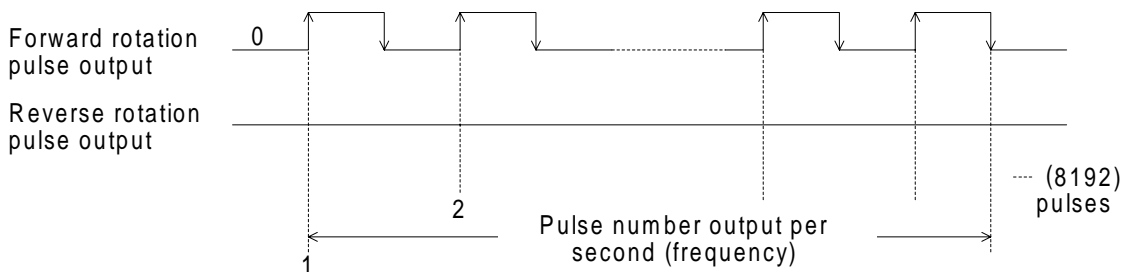 Forward rotation
pulse output
0
Reverse rotation
pulse output
(8192)
pulses
2
Pulse number output per
second (frequency)
1